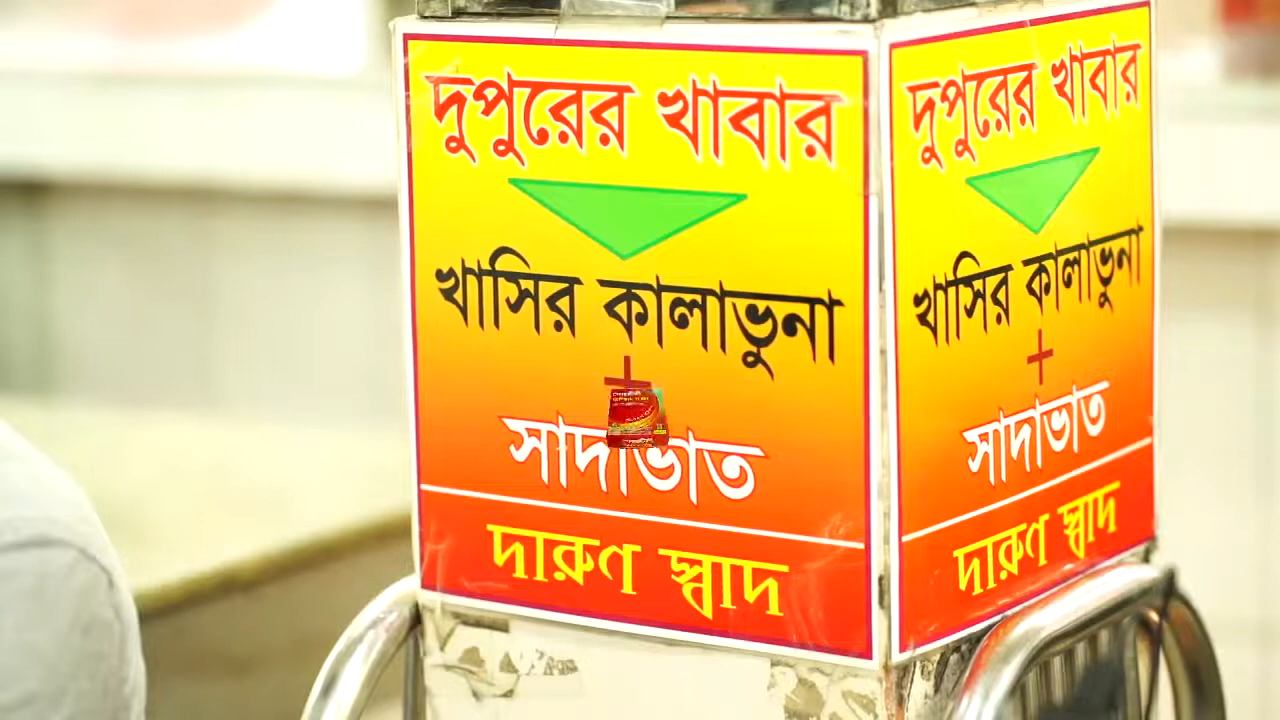 দুপুরের খাবার
খাসির কালাভুনা
+
সাদাভাত
দারুণ স্বাদ
দুপুরের খাবার
খাসির কালাভুনা
+
সাদাভাত
দারুণ স্বাদ